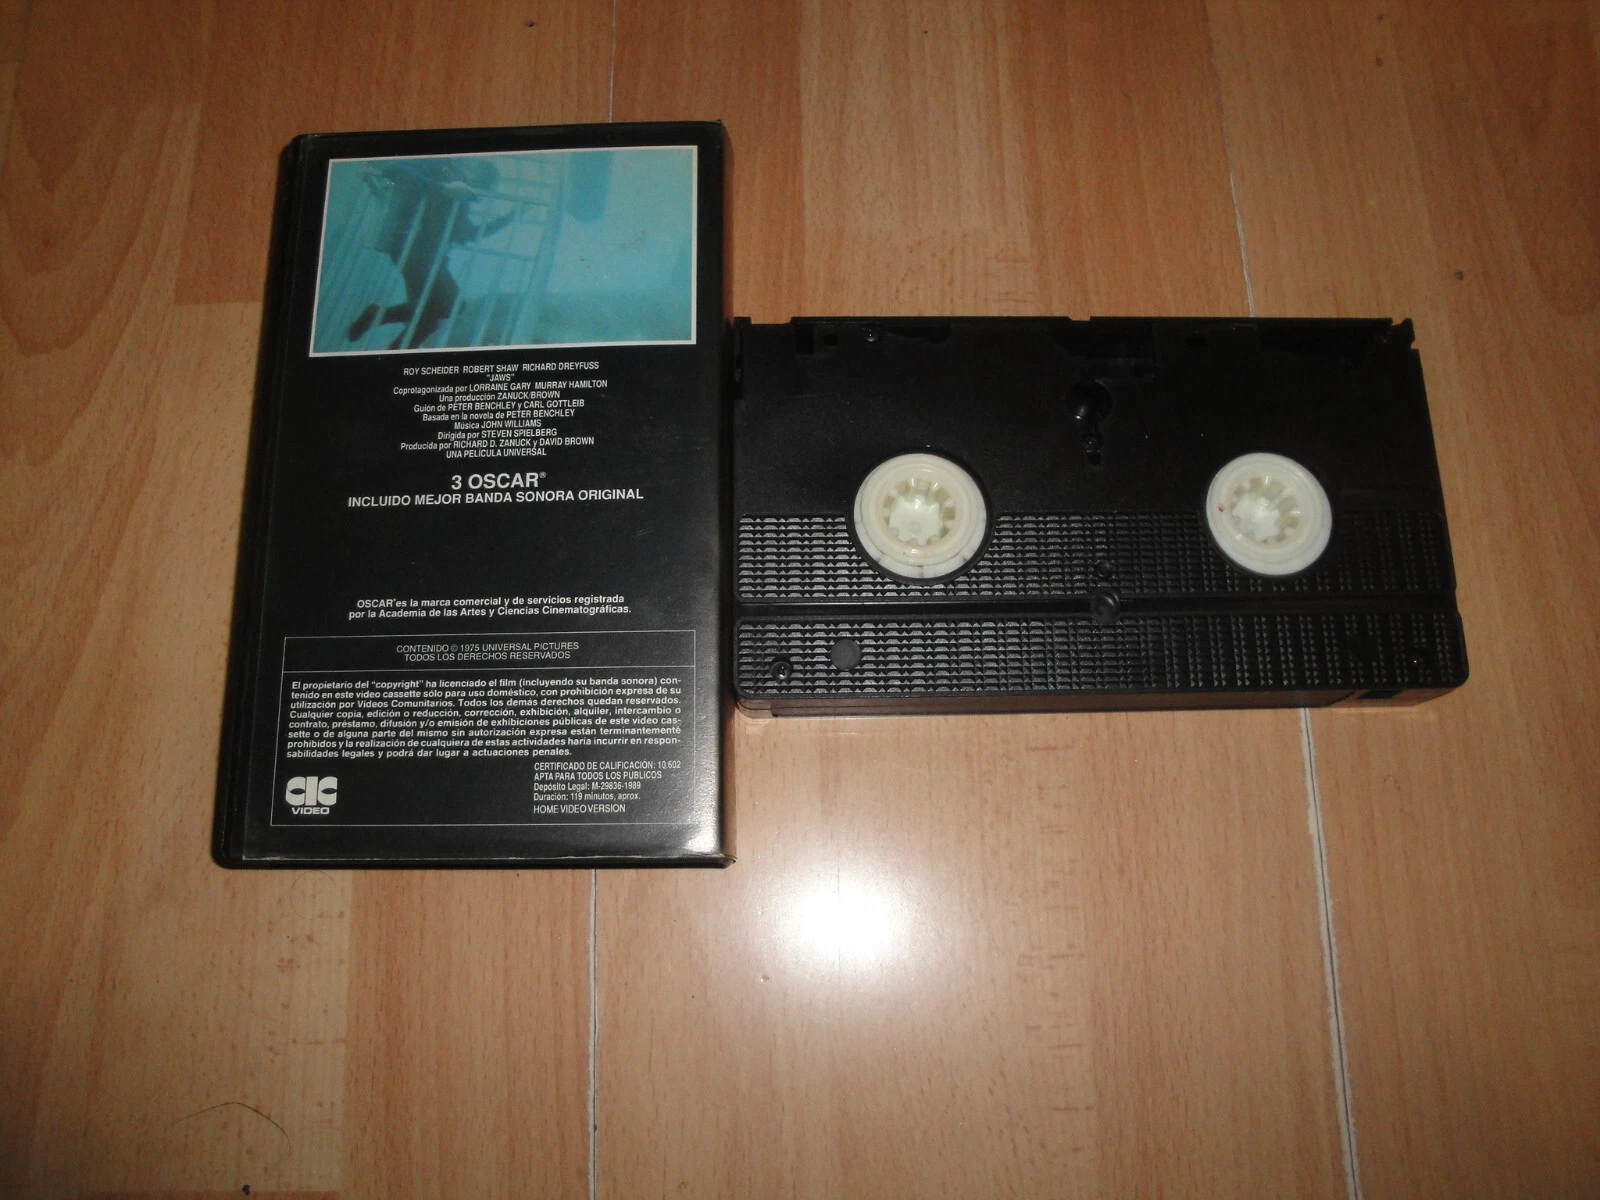 ROY SCHEIDER ROBERT SHAW RICHARD DREYFUSS
"JAWS"
Coprotagonizada por LORRAINE GARY MURRAY HAMILTON
Una producción ZANUCK/BROWN
Guión de PETER BENCHLEY y CARL GOTTLEIB
Basada en la novela de PETER BENCHLEY
Música JOHN WILLIAMS
Dirigida por STEVEN SPIELBERG
Producida por RICHARD D. ZANUCK y DAVID BROWN
UNA PELICULA UNIVERSAL
3 OSCAR®
INCLUIDO MEJOR BANDA SONORA ORIGINAL
OSCAR® es la marca comercial y de servicios registrada
por la Academia de las Artes y Ciencias Cinematográficas.
CONTENIDO © 1975 UNIVERSAL PICTURES
TODOS LOS DERECHOS RESERVADOS
El propietario del "copyright" ha licenciado el film (incluyendo su banda sonora) con-
tenido en este video cassette sólo para uso doméstico, con prohibición expresa de su
utilización por Videos Comunitarios. Todos los demás derechos quedan reservados.
Cualquier copia, edición o reducción, corrección, exhibición, alquiler, intercambio o
contrato, préstamo, difusión y/o emisión de exhibiciones públicas de este video cas-
sette o de alguna parte del mismo sin autorización expresa están terminantementé
prohibidos y la realización de cualquiera de estas actividades haría incurrir en respon-
sabilidades legales y podrá dar lugar a actuaciones penales.
CIC
VIDEO
CERTIFICADO DE CALIFICACIÓN: 10.602
APTA PARA TODOS LOS PUBLICOS
Depósito Legal: M-29836-1989
Duración: 119 minutos, aprox.
HOME VIDEO VERSION